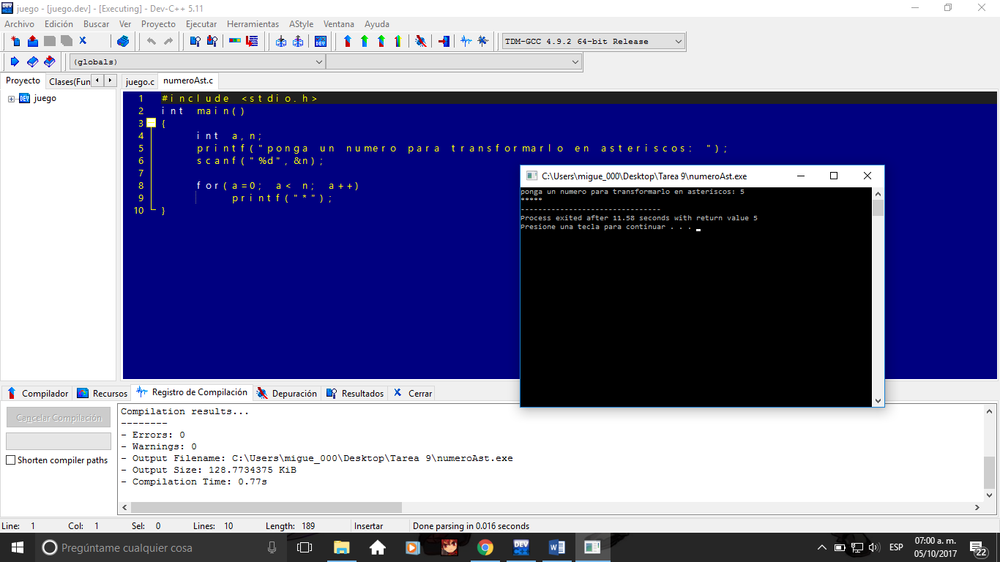 juego - [juego.dev] - [Executing] - Dev-C++ 5.11
Archivo Edición Buscar Ver Proyecto Ejecutar Herramientas AStyle Ventana Ayuda
TDM-GCC 4.9.2 64-bit Release
(globals)
Proyecto Clases(Fun juego.c numeroAst.c
juego
1 #include <stdio.h>
2 int main()
3 {
4 int a,n;
5 printf("ponga un numero para transformarlo en asteriscos: ");
6 scanf("%d",&n);
7
8 for(a=0; a< n; a++)
9 printf("*");
10 }
C:\Users\migue_000\Desktop\Tarea 9\numeroAst.exe
ponga un numero para transformarlo en asteriscos: 5
*****
--------------------------------
Process exited after 11.58 seconds with return value 5
Presione una tecla para continuar . . .
Compilador Recursos Registro de Compilación Depuración Resultados Cerrar
Cancelar Compilación
Shorten compiler paths
Compilation results...
--------
- Errors: 0
- Warnings: 0
- Output Filename: C:\Users\migue_000\Desktop\Tarea 9\numeroAst.exe
- Output Size: 128.7734375 KiB
- Compilation Time: 0.77s
Line: 1 Col: 1 Sel: 0 Lines: 10 Length: 189 Insertar Done parsing in 0.016 seconds
Pregúntame cualquier cosa
DEV
ESP
07:00 a. m.
05/10/2017
22